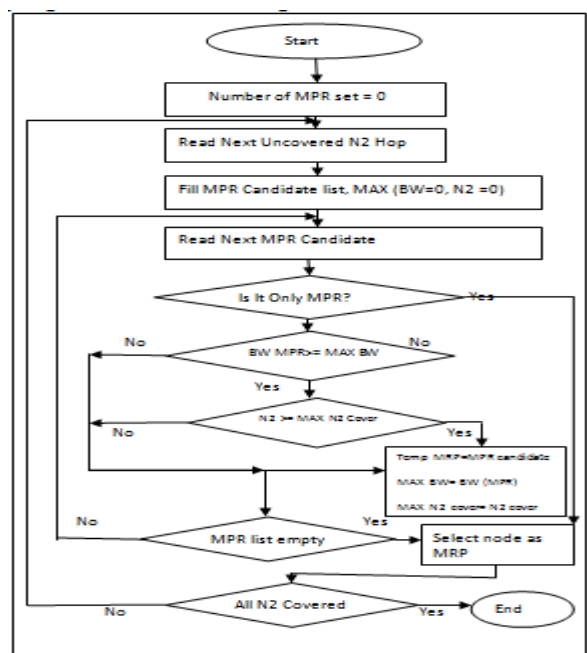 Start
Number of MPR set = 0
Read Next Uncovered N2 Hop
Fill MPR Candidate list, MAX (BW=0, N2 =0)
Read Next MPR Candidate
Is It Only MPR?
Yes
No
No
BW MPR>= MAX BW
Yes
N2 >= MAX N2 Cover
No
Yes
Temp MRP=MPR candidate
MAX BW= BW (MPR)
MAX N2 cover= N2 cover
No
Yes
MPR list empty
Select node as
MRP
All N2 Covered
No
Yes
End